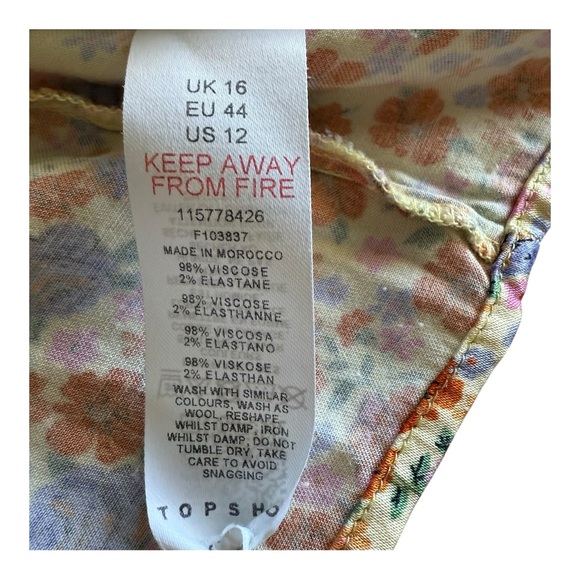 UK 16
EU 44
US 12
KEEP AWAY
FROM FIRE
115778426
F103837
MADE IN MOROCCO
98% VISCOSE
2% ELASTANE
98% VISCOSE
2% ELASTHANNE
98% VISCOSA
2% ELASTANO
98% VISKOSE
2% ELASTHAN
WASH WITH SIMILAR
COLOURS, WASH AS
WOOL, RESHAPE
WHILST DAMP, IRON
WHILST DAMP, DO NOT
TUMBLE DRY, TAKE
CARE TO AVOID
SNAGGING
TOPSHO